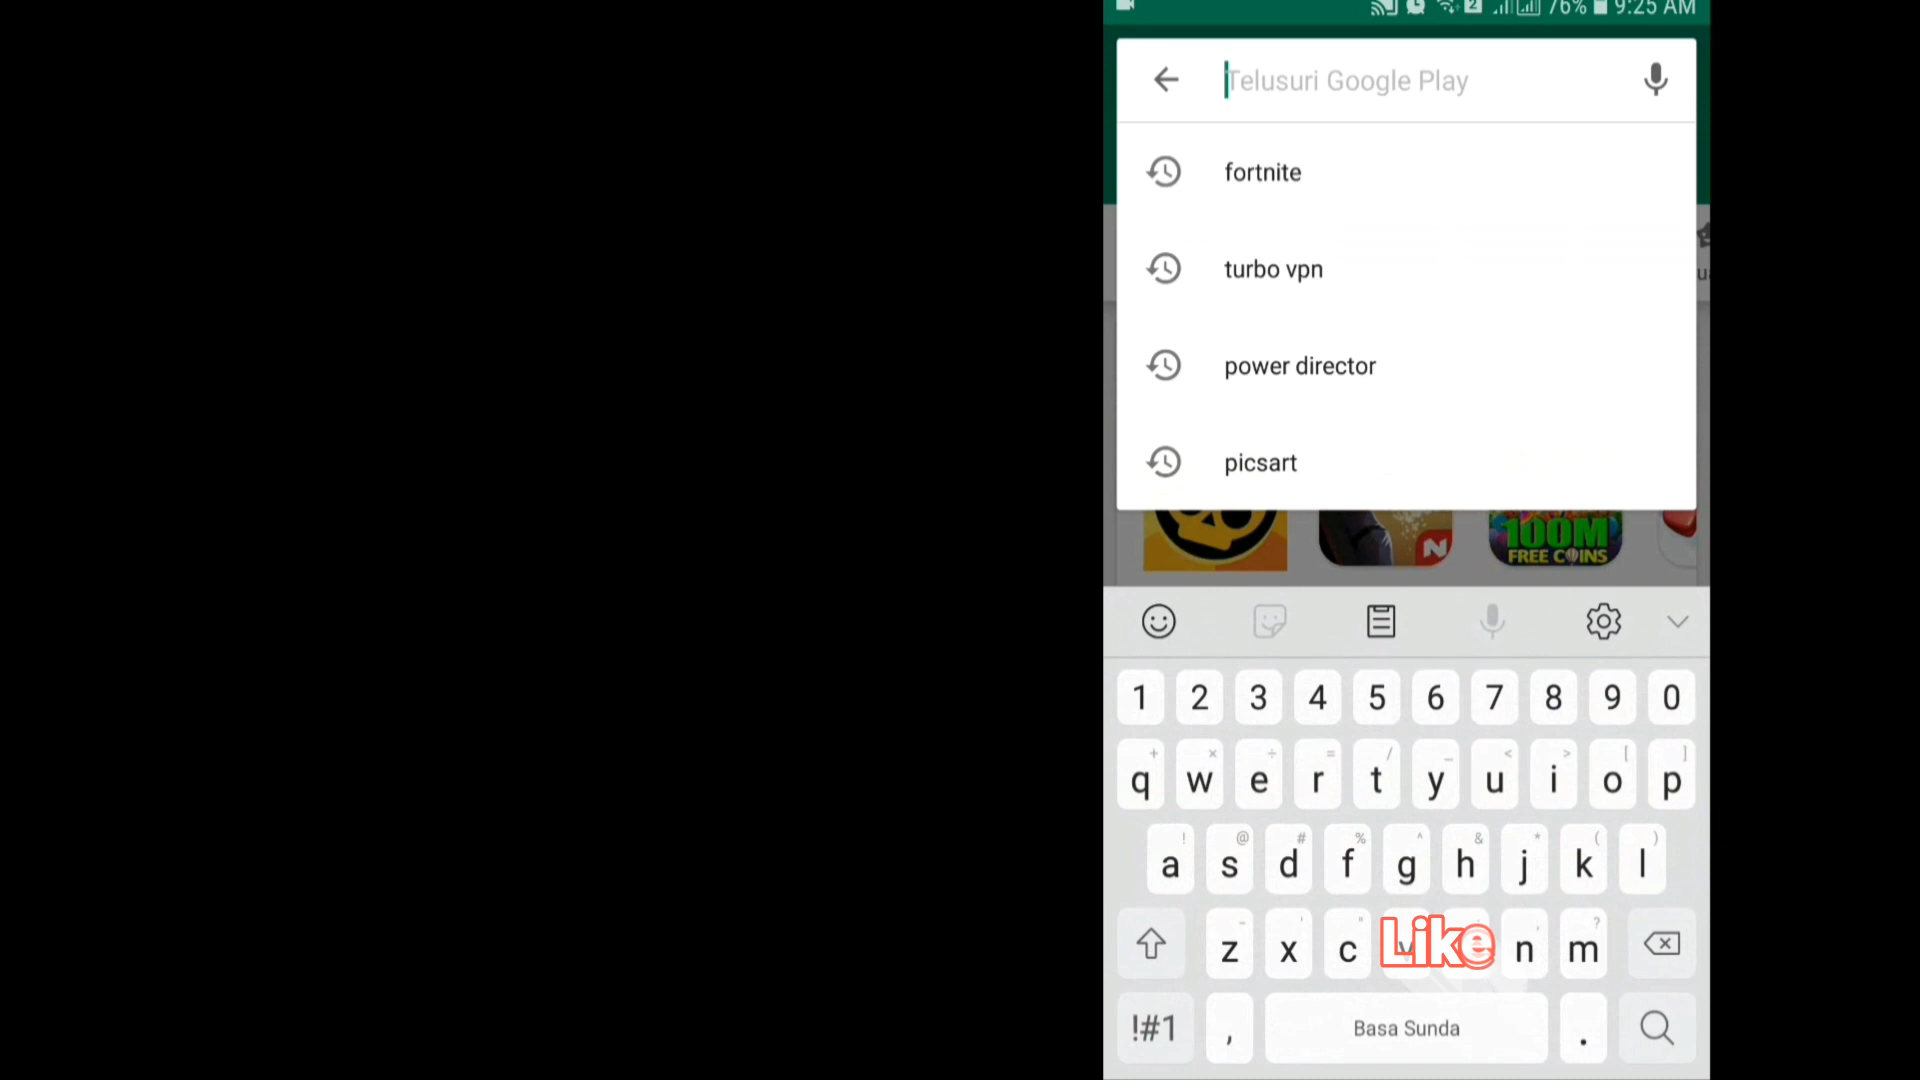 2 76% 9:25 AM
Telusuri Google Play
fortnite
turbo vpn
power director
picsart
N
100M
FREE COINS
1 2 3 4 5 6 7 8 9 0
+ × ÷ = / _ < > [ ]
q w e r t y u i o p
! @ # % ^ & * ( )
a s d f g h j k l
- ' " ?
z x c v n m
Like
!#1 , Basa Sunda .